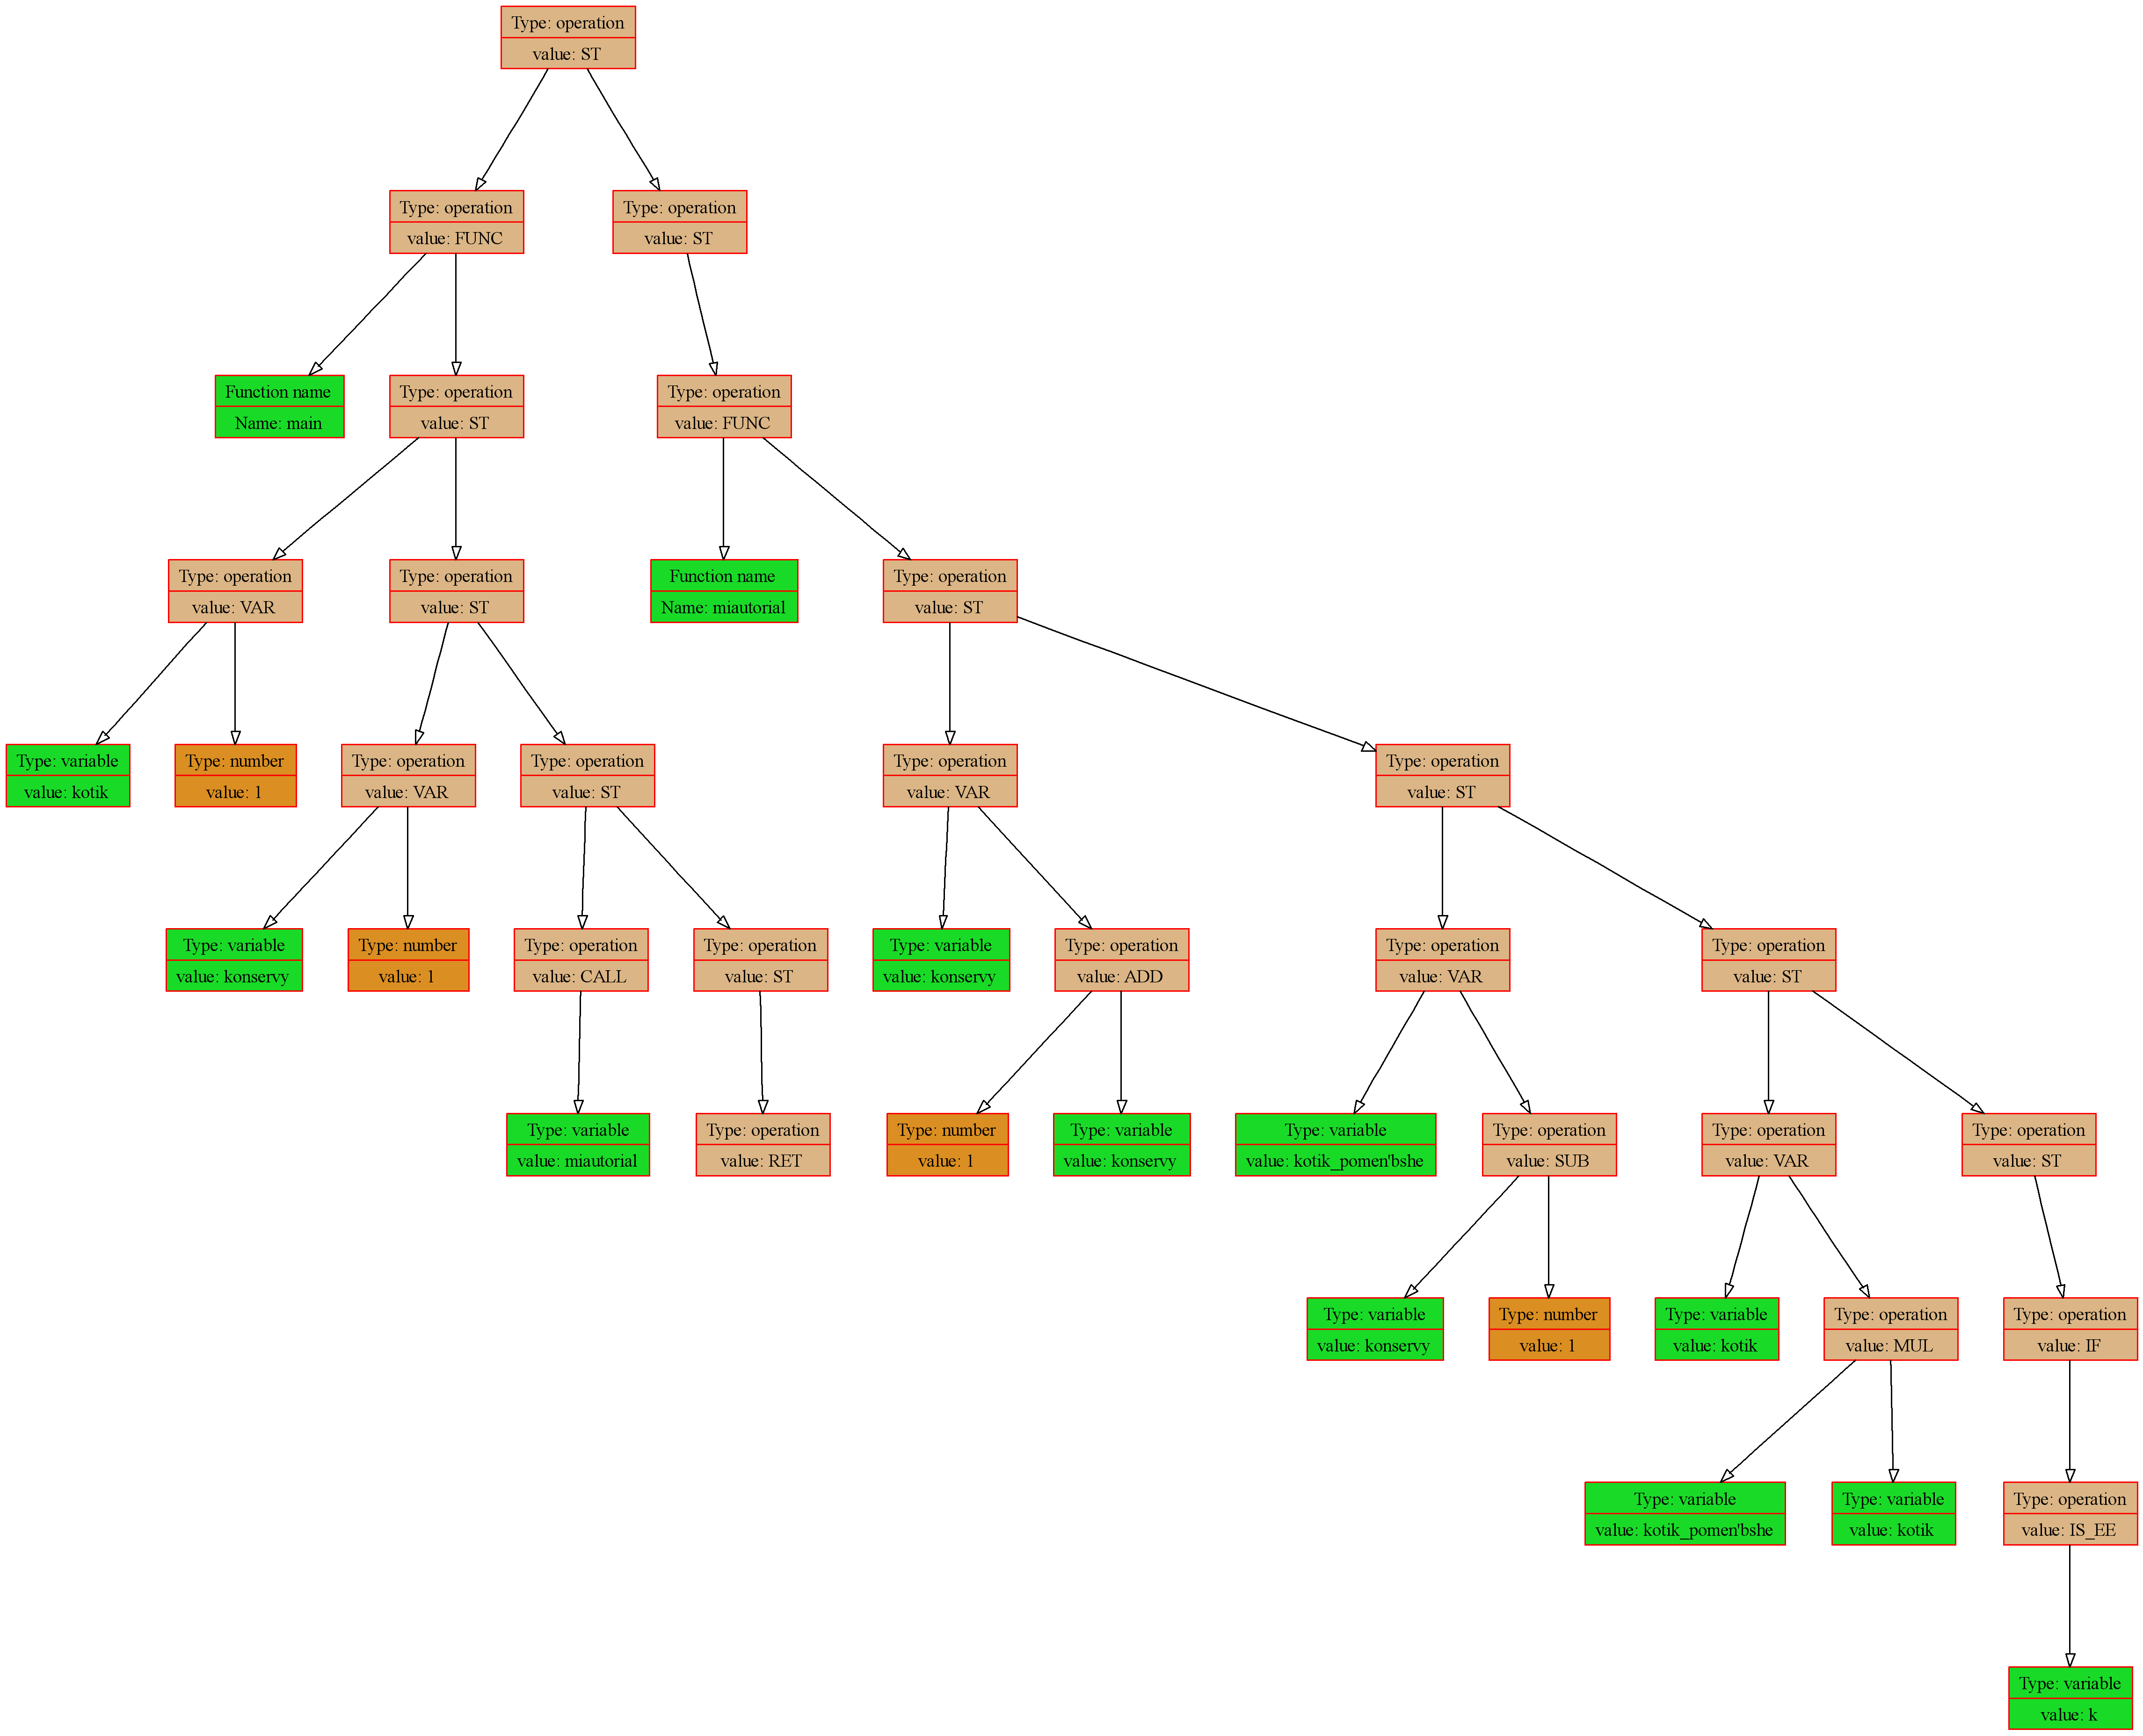 Type: operation
value: ST
Type: operation
value: FUNC
Type: operation
value: ST
Function name
Name: main
Type: operation
value: ST
Type: operation
value: FUNC
Type: operation
value: VAR
Type: operation
value: ST
Function name
Name: miautorial
Type: operation
value: ST
Type: variable
value: kotik
Type: number
value: 1
Type: operation
value: VAR
Type: operation
value: ST
Type: operation
value: VAR
Type: operation
value: ST
Type: variable
value: konservy
Type: number
value: 1
Type: operation
value: CALL
Type: operation
value: ST
Type: variable
value: konservy
Type: operation
value: ADD
Type: operation
value: VAR
Type: operation
value: ST
Type: variable
value: miautorial
Type: operation
value: RET
Type: number
value: 1
Type: variable
value: konservy
Type: variable
value: kotik_pomen'bshe
Type: operation
value: SUB
Type: operation
value: VAR
Type: operation
value: ST
Type: variable
value: konservy
Type: number
value: 1
Type: variable
value: kotik
Type: operation
value: MUL
Type: operation
value: IF
Type: variable
value: kotik_pomen'bshe
Type: variable
value: kotik
Type: operation
value: IS_EE
Type: variable
value: k